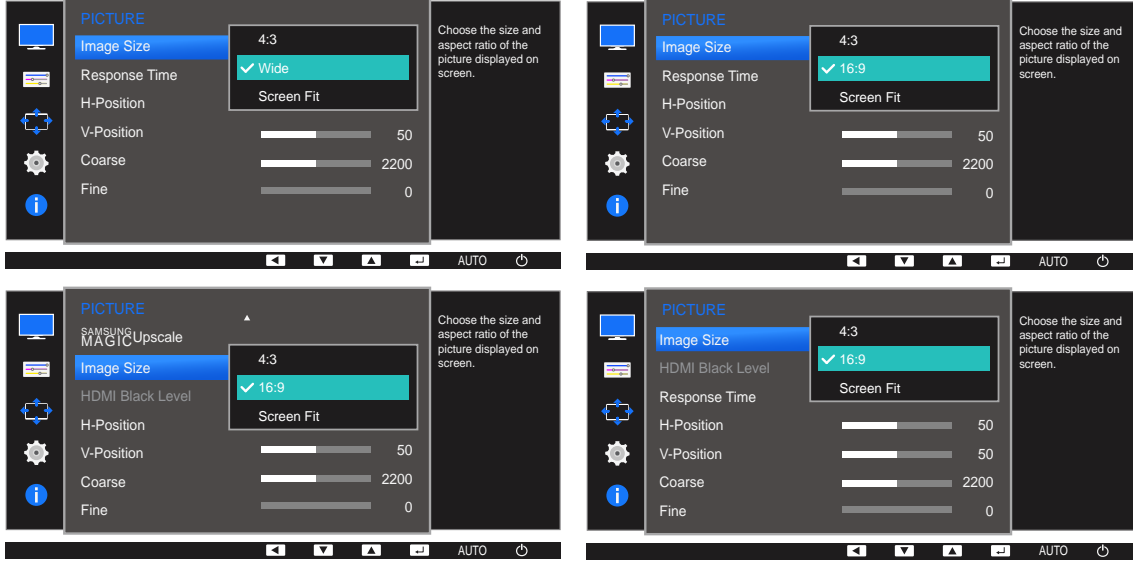 PICTURE
Image Size
Response Time
H-Position
V-Position
Coarse
Fine
4:3
Wide
Screen Fit
50
2200
0
Choose the size and
aspect ratio of the
picture displayed on
screen.
AUTO
PICTURE
Image Size
Response Time
H-Position
V-Position
Coarse
Fine
4:3
16:9
Screen Fit
50
2200
0
Choose the size and
aspect ratio of the
picture displayed on
screen.
AUTO
PICTURE
SAMSUNG
MAGICUpscale
Image Size
HDMI Black Level
H-Position
V-Position
Coarse
Fine
4:3
16:9
Screen Fit
50
2200
0
Choose the size and
aspect ratio of the
picture displayed on
screen.
AUTO
PICTURE
Image Size
HDMI Black Level
Response Time
H-Position
V-Position
Coarse
Fine
4:3
16:9
Screen Fit
50
50
2200
0
Choose the size and
aspect ratio of the
picture displayed on
screen.
AUTO